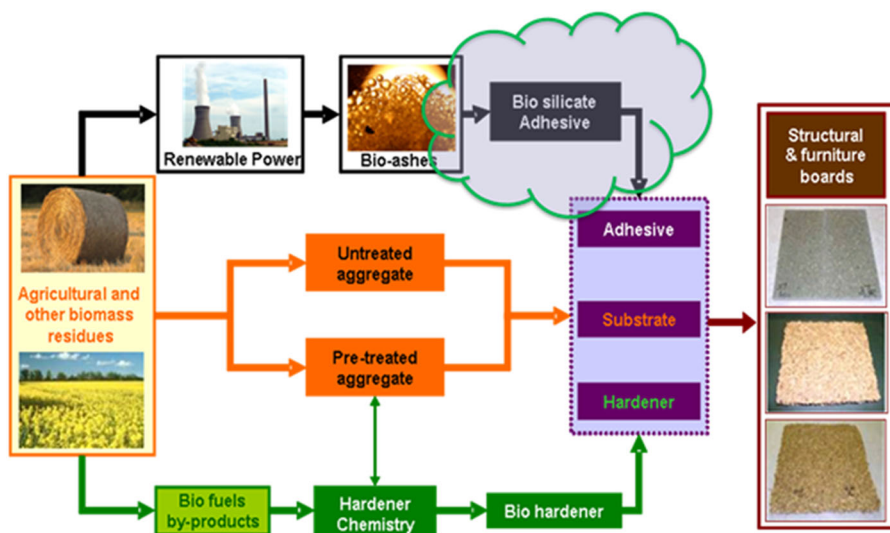 Renewable Power
Bio-ashes
Bio silicate
Adhesive
Structural
& furniture
boards
Agricultural and
other biomass
residues
Untreated
aggregate
Pre-treated
aggregate
Adhesive
Substrate
Hardener
Bio fuels
by-products
Hardener
Chemistry
Bio hardener